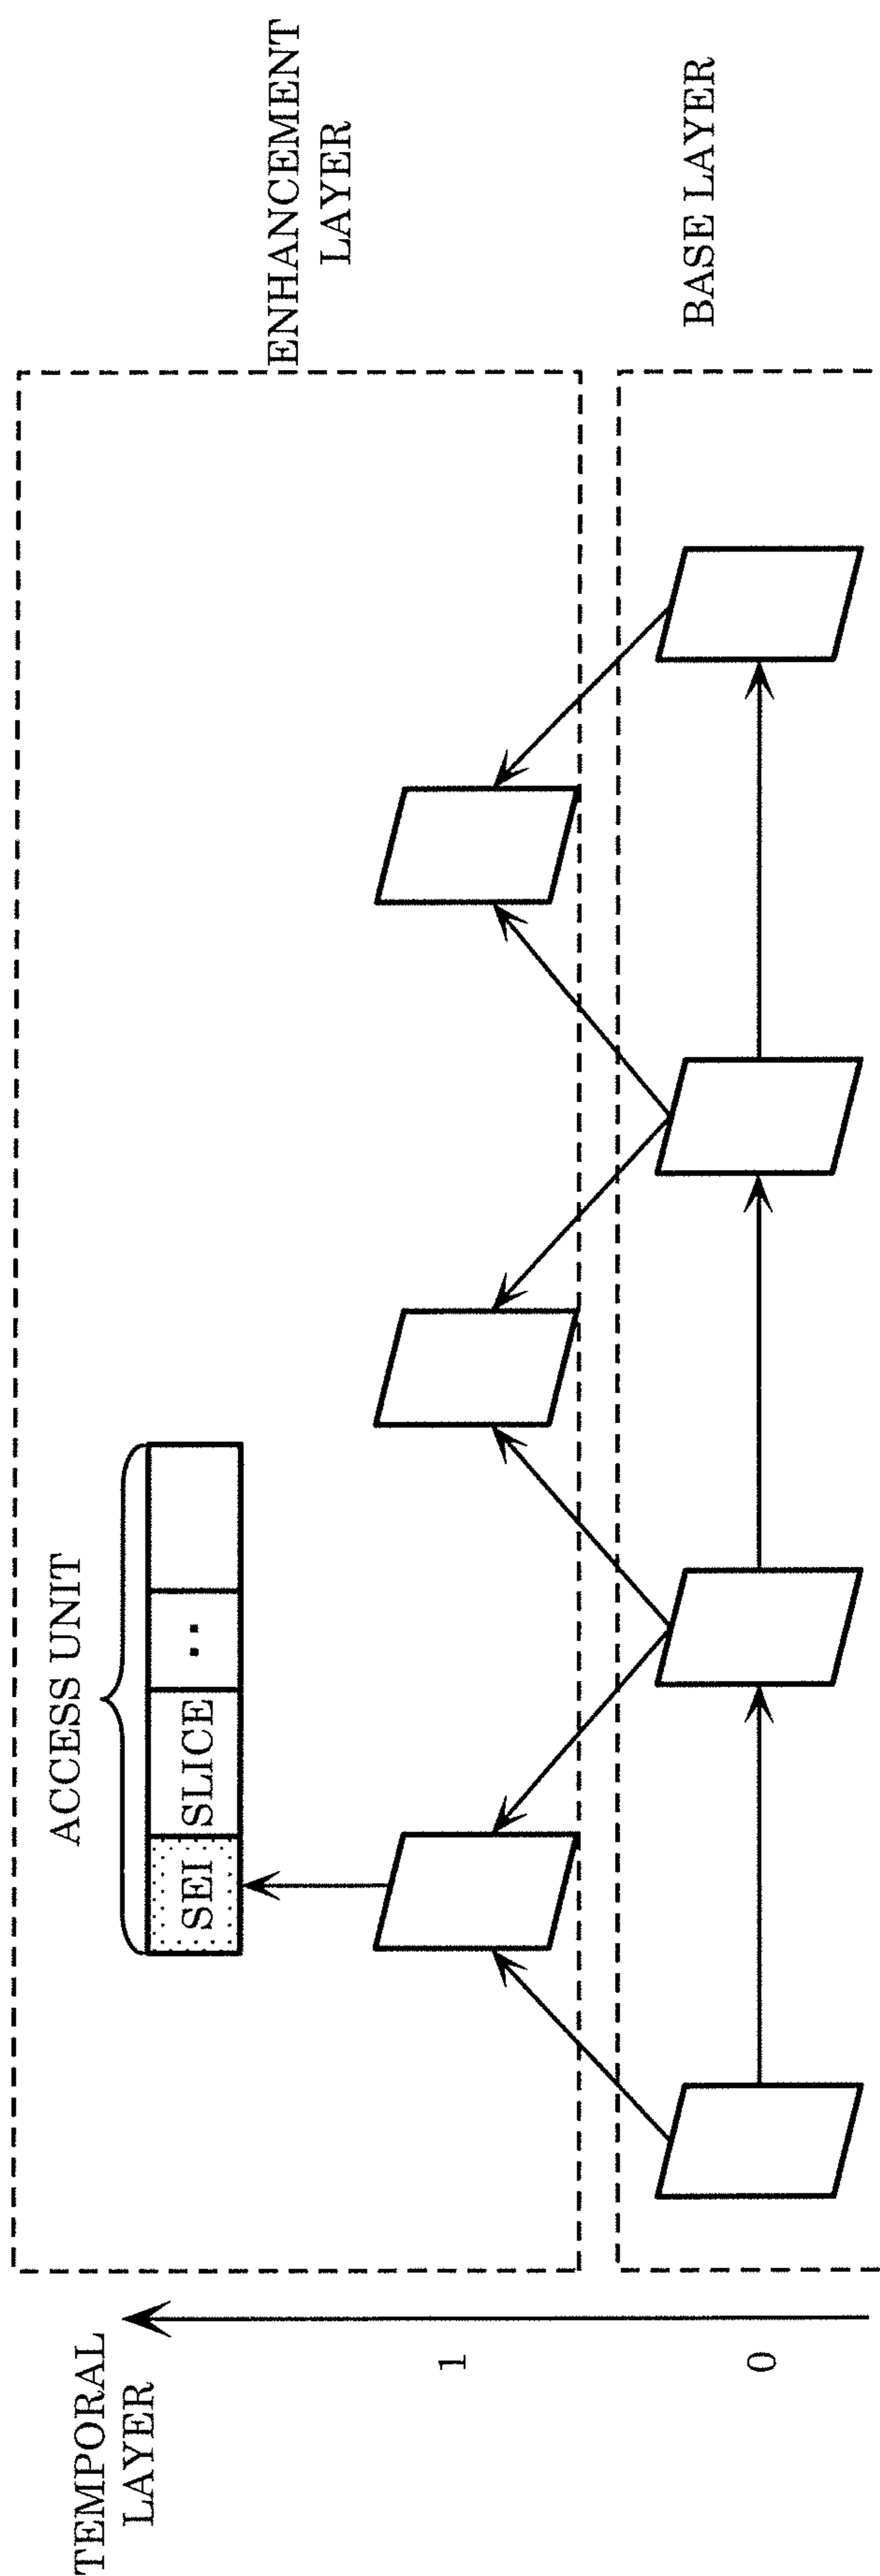 TEMPORAL
LAYER
ACCESS UNIT
SEI
SLICE
..
ENHANCEMENT
LAYER
1
0
BASE LAYER